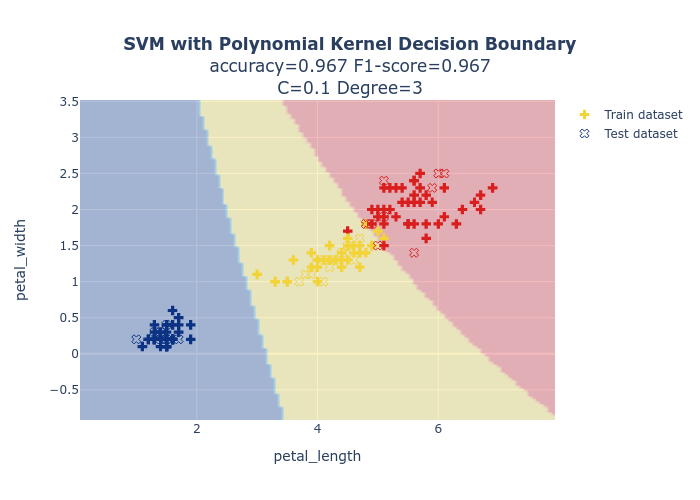 SVM with Polynomial Kernel Decision Boundary
accuracy=0.967 F1-score=0.967
C=0.1 Degree=3
3.5
3
2.5
2
1.5
1
0.5
0
−0.5
petal_width
2
4
6
petal_length
Train dataset
Test dataset